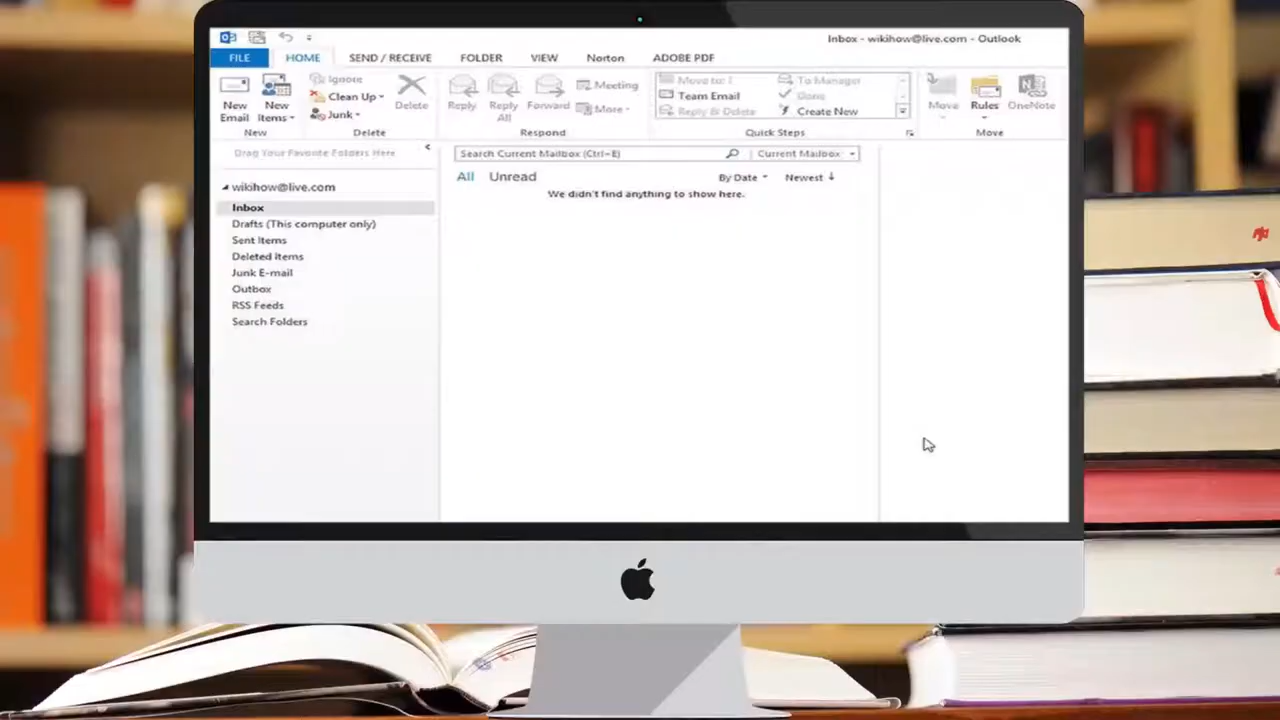 Inbox - wikihow@live.com - Outlook
FILE HOME SEND / RECEIVE FOLDER VIEW Norton ADOBE PDF
New Email
New Items
Ignore
Clean Up
Junk
Delete
Reply
Reply All
Forward
Meeting
More
Move to: ?
Team Email
Reply & Delete
To Manager
Done
Create New
Move
Rules
OneNote
New
Delete
Respond
Quick Steps
Move
Drag Your Favorite Folders Here
Search Current Mailbox (Ctrl+E)
Current Mailbox
wikihow@live.com
All Unread
By Date Newest
We didn't find anything to show here.
Inbox
Drafts (This computer only)
Sent Items
Deleted Items
Junk E-mail
Outbox
RSS Feeds
Search Folders